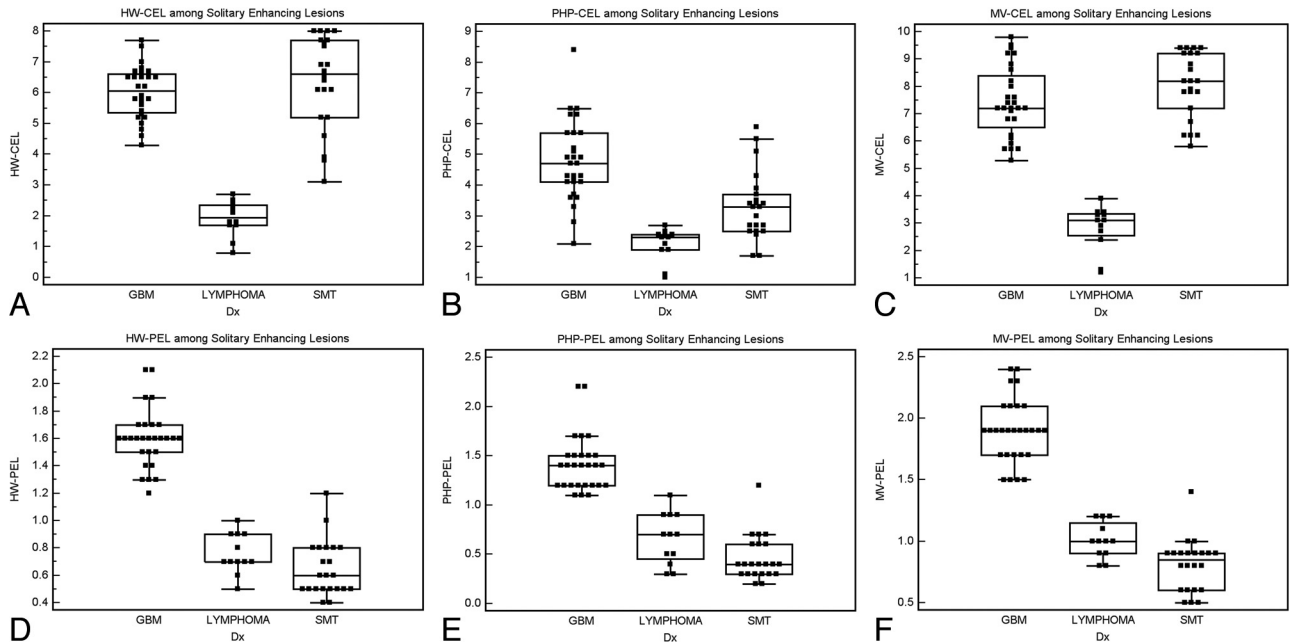 HW-CEL among Solitary Enhancing Lesions
8
7
6
5
4
3
2
1
0
HW-CEL
GBM LYMPHOMA SMT
Dx
A
PHP-CEL among Solitary Enhancing Lesions
9
8
7
6
5
4
3
2
1
PHP-CEL
GBM LYMPHOMA SMT
Dx
B
MV-CEL among Solitary Enhancing Lesions
10
9
8
7
6
5
4
3
2
1
MV-CEL
GBM LYMPHOMA SMT
Dx
C
HW-PEL among Solitary Enhancing Lesions
2.2
2.0
1.8
1.6
1.4
1.2
1.0
0.8
0.6
0.4
HW-PEL
GBM LYMPHOMA SMT
Dx
D
PHP-PEL among Solitary Enhancing Lesions
2.5
2.0
1.5
1.0
0.5
0.0
PHP-PEL
GBM LYMPHOMA SMT
Dx
E
MV-PEL among Solitary Enhancing Lesions
2.5
2.0
1.5
1.0
0.5
MV-PEL
GBM LYMPHOMA SMT
Dx
F